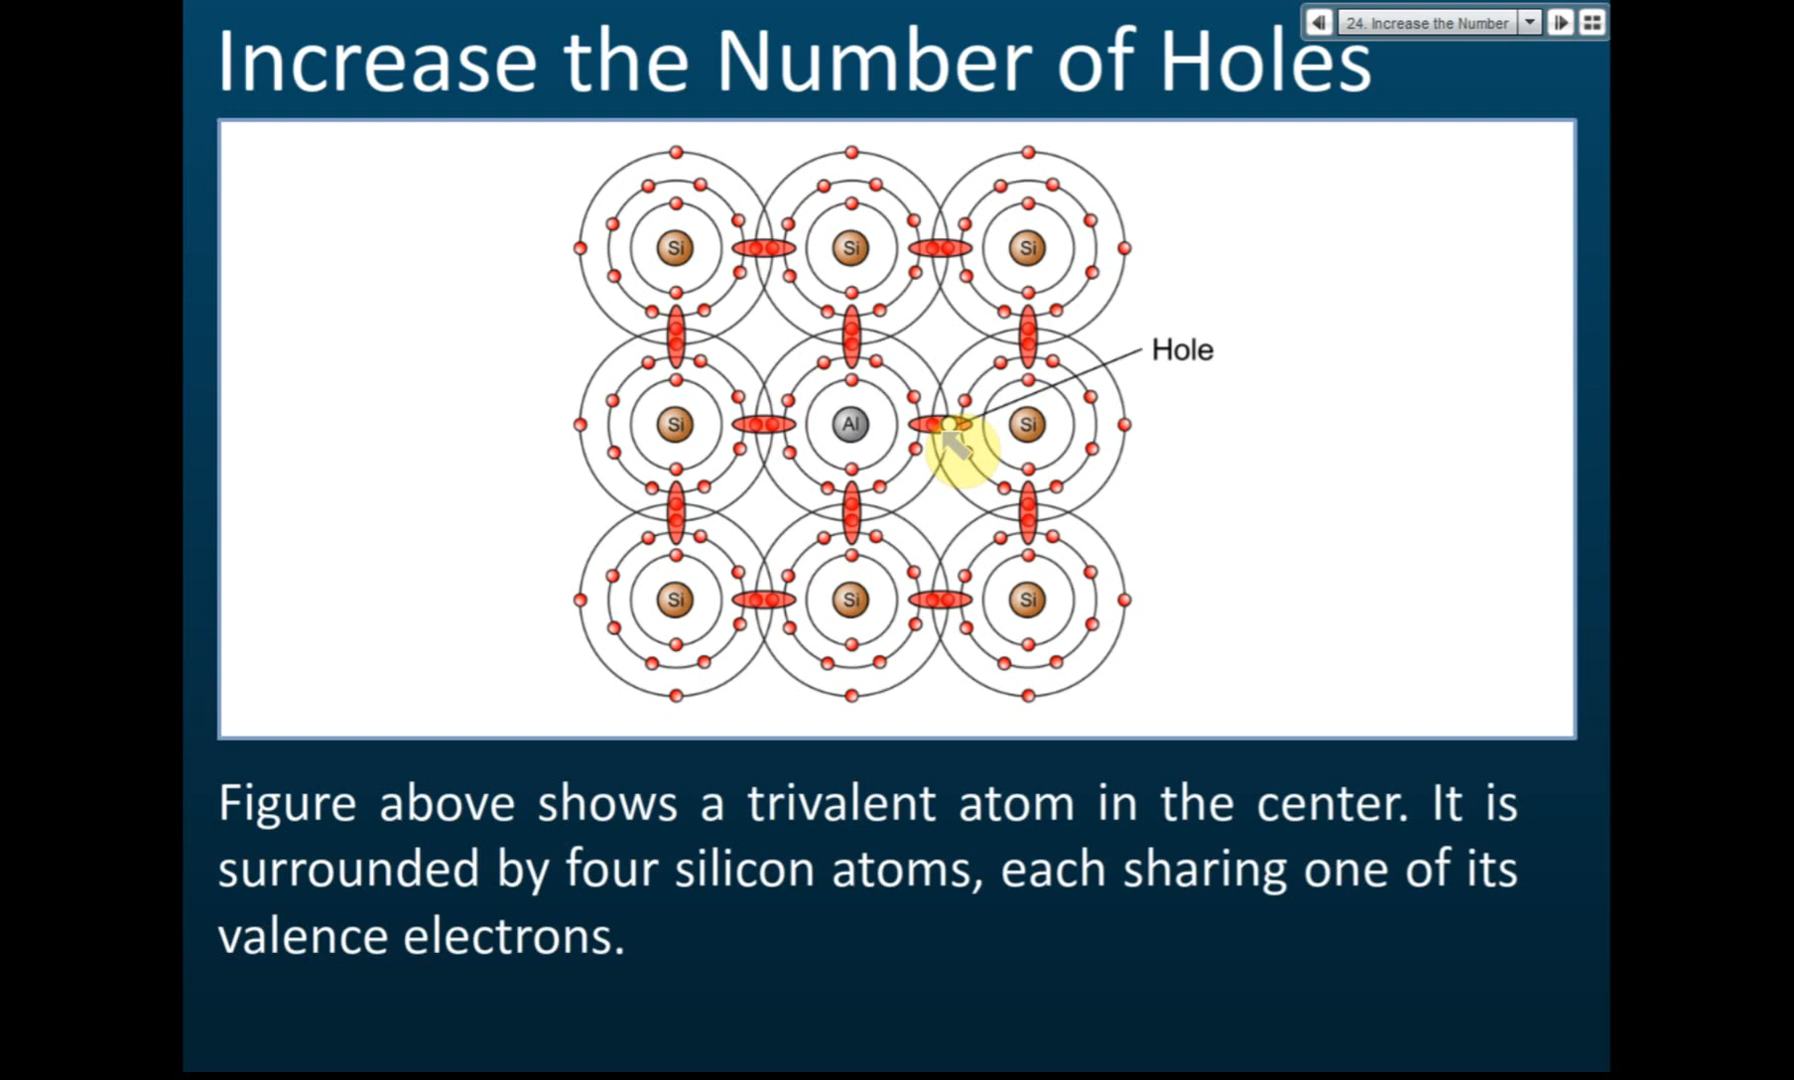 24. Increase the Number
Increase the Number of Holes
Si Si Si
Hole
Si Al Si
Si Si Si
Figure above shows a trivalent atom in the center. It is
surrounded by four silicon atoms, each sharing one of its
valence electrons.